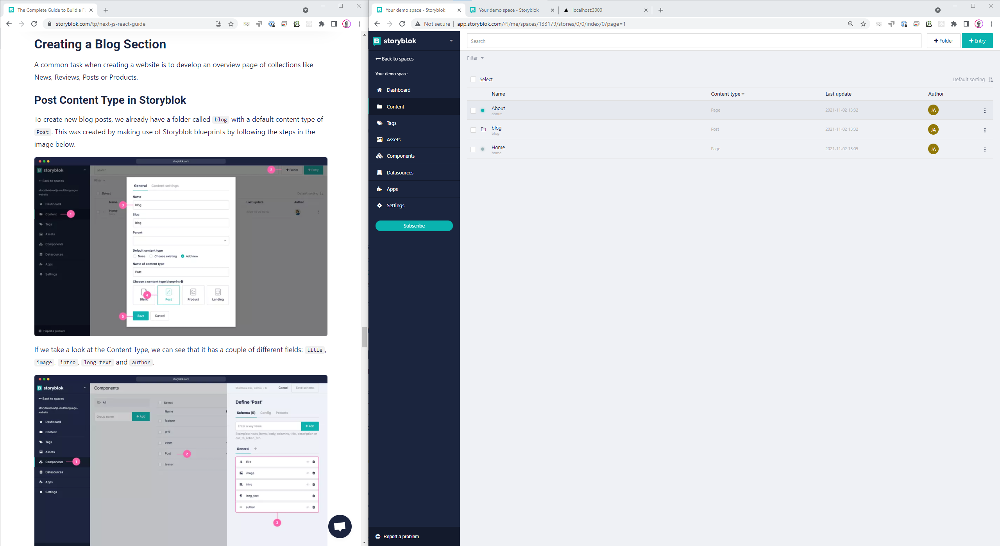 The Complete Guide to Build a F
storyblok.com/tp/next-js-react-guide
Creating a Blog Section
A common task when creating a website is to develop an overview page of collections like
News, Reviews, Posts or Products.
Post Content Type in Storyblok
To create new blog posts, we already have a folder called blog with a default content type of
Post. This was created by making use of Storyblok blueprints by following the steps in the
image below.
storyblok.com
storyblok
Search
2
+ Folder
+ Entry
Back to spaces
Filter
storyblok/nextjs-multilanguage-
website
General
Content settings
Select
Default sorting
Name
Name
Last update
Author
3
blog
Dashboard
Home
home
Content
1
Slug
Tags
blog
Assets
Parent
Components
Default content type
Datasources
None
Choose existing
Add new
Apps
Name of content type
Settings
Post
Choose a content type blueprint
4
Blank
Post
Product
Landing
5
Save
Cancel
Report a problem
If we take a look at the Content Type, we can see that it has a couple of different fields: title,
image, intro, long_text and author.
storyblok.com
storyblok
Components
Shortcuts: Esc, Control + S
Cancel
Save schema
Back to spaces
All
Select
Define 'Post'
storyblok/nextjs-multilanguage-
website
Name
Schema (5)
Config
Presets
Group name
+ Add
Dashboard
feature
Enter a key value
+ Add
Content
grid
Examples: news_items, body, columns, title, description or
call_to_action_btn.
Tags
page
Assets
Post
2
General
+
Components
1
teaser
title
Datasources
image
Apps
intro
Settings
long_text
author
3
Your demo space - Storyblok
Your demo space - Storyblok
localhost:3000
Not secure
app.storyblok.com/#!/me/spaces/133179/stories/0/0/index/0?page=1
storyblok
Search
+ Folder
+ Entry
Back to spaces
Filter
Your demo space
Select
Default sorting
Dashboard
Name
Content type
Last update
Author
Content
About
about
Page
2021-11-02 13:32
JA
Tags
blog
blog
Post
2021-11-02 13:32
JA
Assets
Home
home
Page
2021-11-02 15:05
JA
Components
Datasources
Apps
Settings
Subscribe
Report a problem